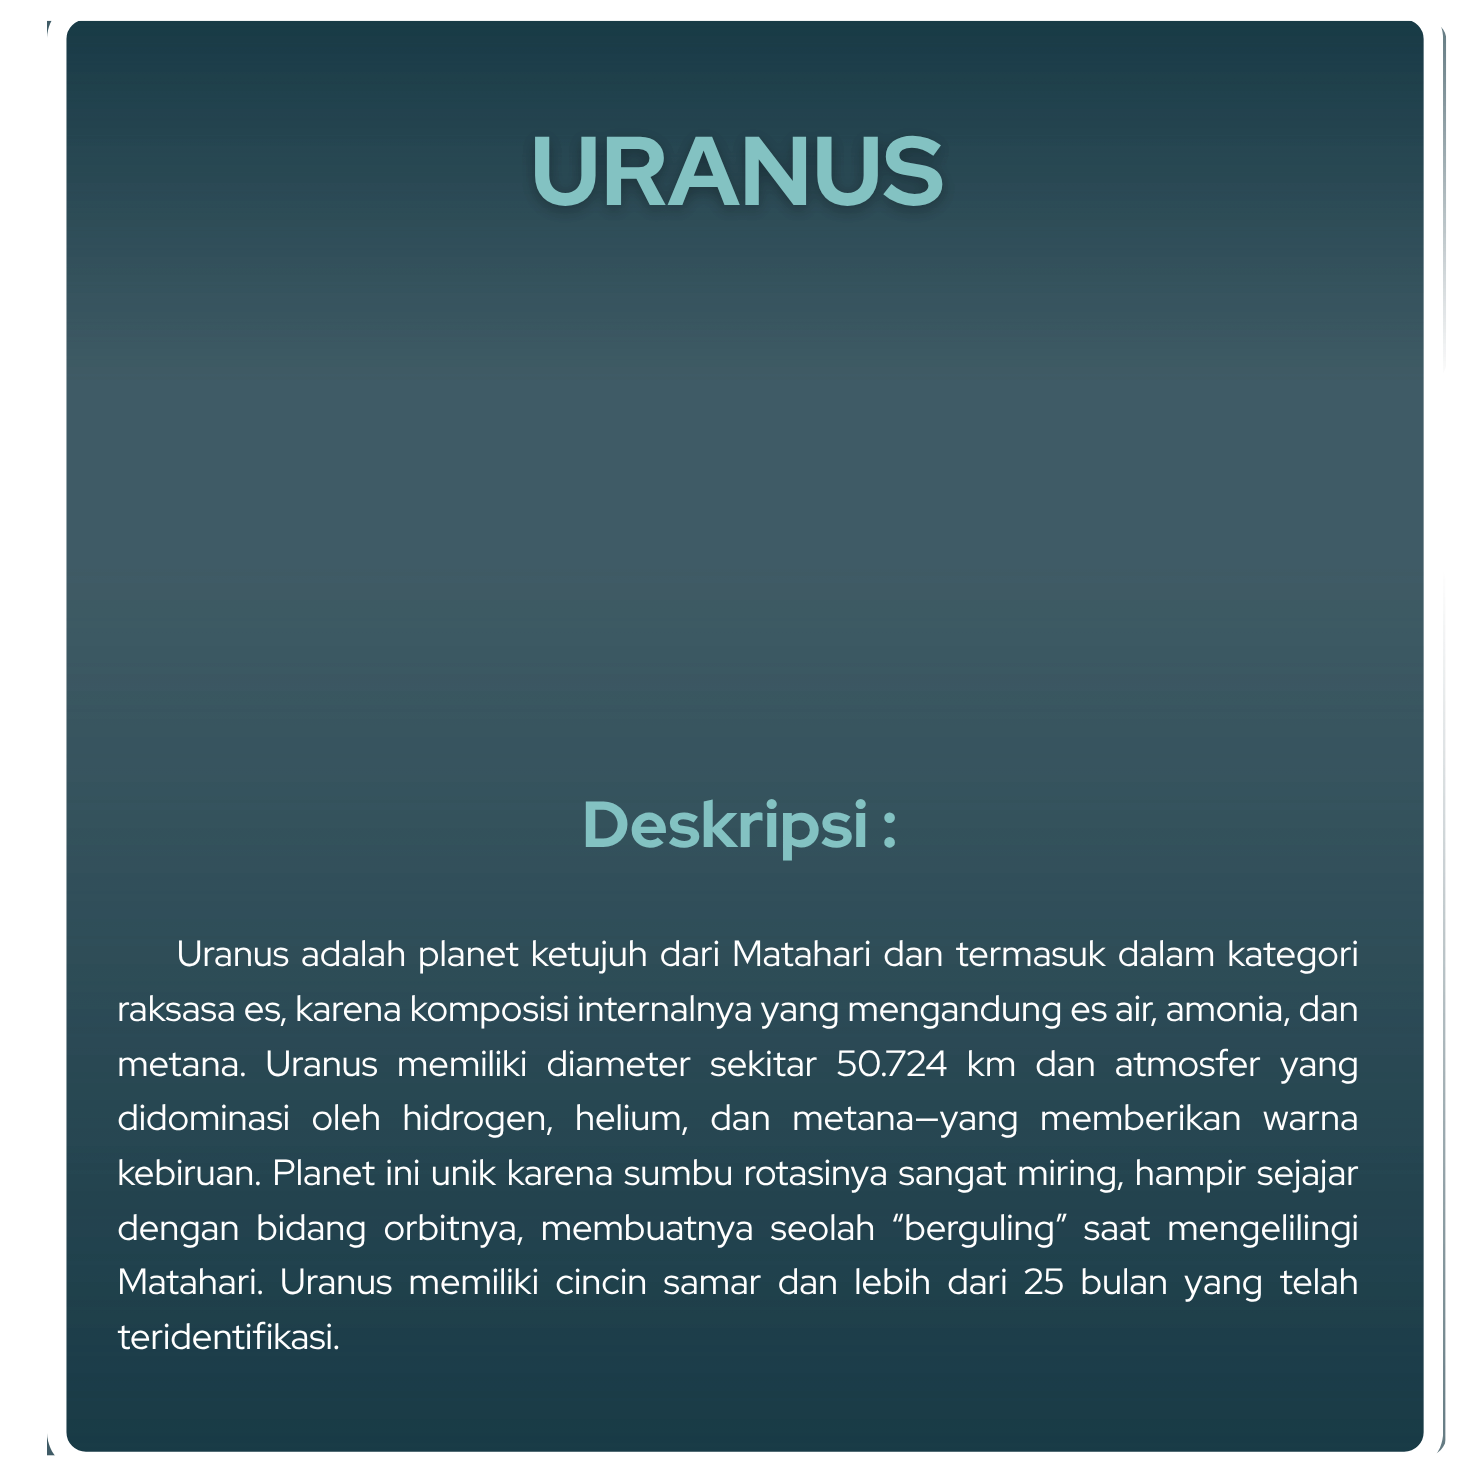 URANUS
Deskripsi :
Uranus adalah planet ketujuh dari Matahari dan termasuk dalam kategori
raksasa es, karena komposisi internalnya yang mengandung es air, amonia, dan
metana. Uranus memiliki diameter sekitar 50.724 km dan atmosfer yang
didominasi oleh hidrogen, helium, dan metana—yang memberikan warna
kebiruan. Planet ini unik karena sumbu rotasinya sangat miring, hampir sejajar
dengan bidang orbitnya, membuatnya seolah “berguling” saat mengelilingi
Matahari. Uranus memiliki cincin samar dan lebih dari 25 bulan yang telah
teridentifikasi.